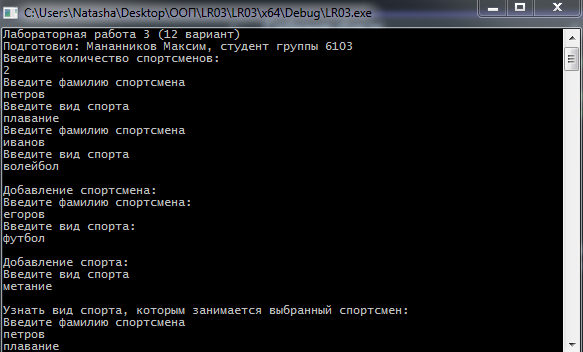 C:\Users\Natasha\Desktop\ООП\LR03\LR03\x64\Debug\LR03.exe
Лабораторная работа 3 (12 вариант)
Подготовил: Мананников Максим, студент группы 6103
Введите количество спортсменов:
2
Введите фамилию спортсмена
петров
Введите вид спорта
плавание
Введите фамилию спортсмена
иванов
Введите вид спорта
волейбол
Добавление спортсмена:
Введите фамилию спортсмена:
егоров
Введите вид спорта:
футбол
Добавление спорта:
Введите вид спорта
метание
Узнать вид спорта, которым занимается выбранный спортсмен:
Введите фамилию спортсмена
петров
плавание